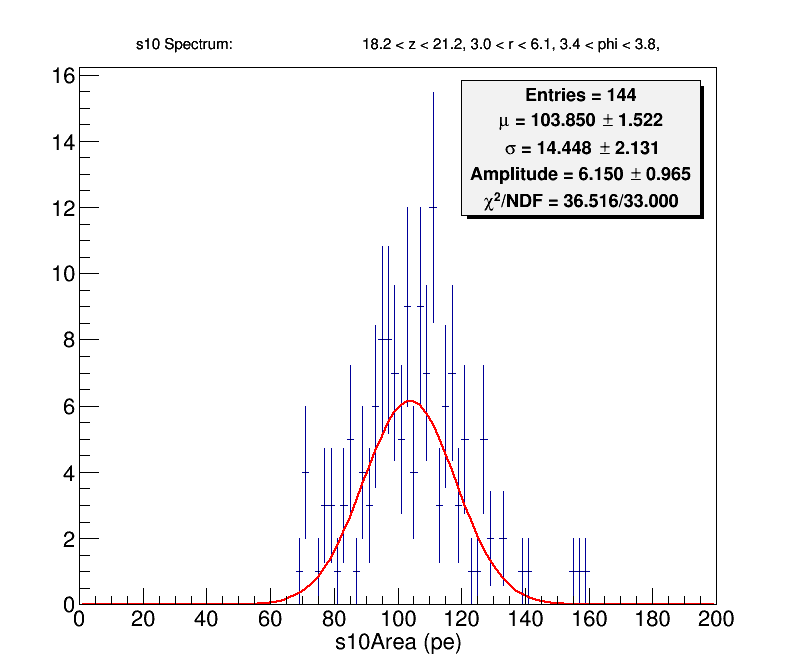 s10 Spectrum: 18.2 < z < 21.2, 3.0 < r < 6.1, 3.4 < phi < 3.8,
Entries = 144
μ = 103.850 ± 1.522
σ = 14.448 ± 2.131
Amplitude = 6.150 ± 0.965
χ²/NDF = 36.516/33.000
16
14
12
10
8
6
4
2
0
0 20 40 60 80 100 120 140 160 180 200
s10Area (pe)